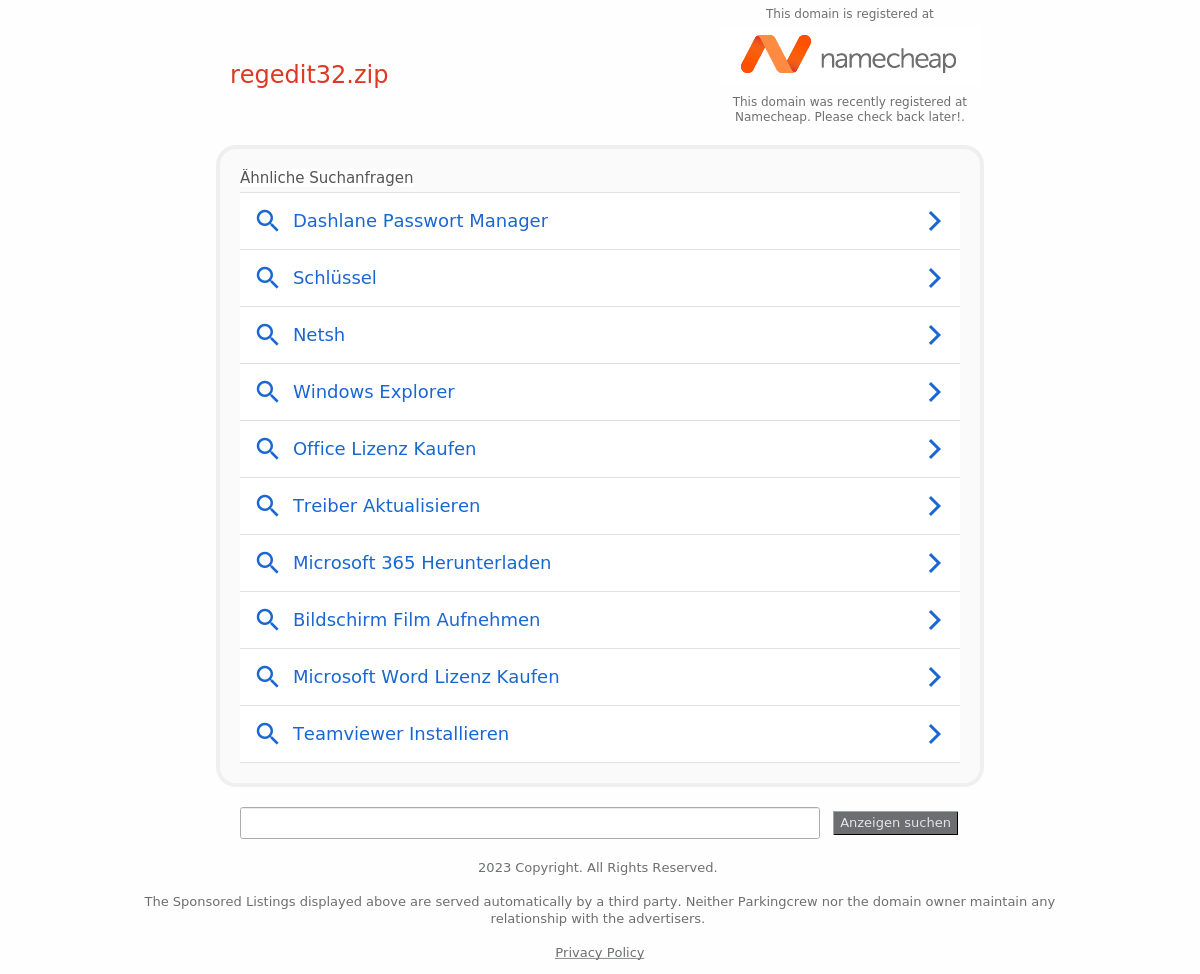 This domain is registered at
namecheap
regedit32.zip
This domain was recently registered at
Namecheap. Please check back later!.
Ähnliche Suchanfragen
Dashlane Passwort Manager
Schlüssel
Netsh
Windows Explorer
Office Lizenz Kaufen
Treiber Aktualisieren
Microsoft 365 Herunterladen
Bildschirm Film Aufnehmen
Microsoft Word Lizenz Kaufen
Teamviewer Installieren
Anzeigen suchen
2023 Copyright. All Rights Reserved.
The Sponsored Listings displayed above are served automatically by a third party. Neither Parkingcrew nor the domain owner maintain any
relationship with the advertisers.
Privacy Policy